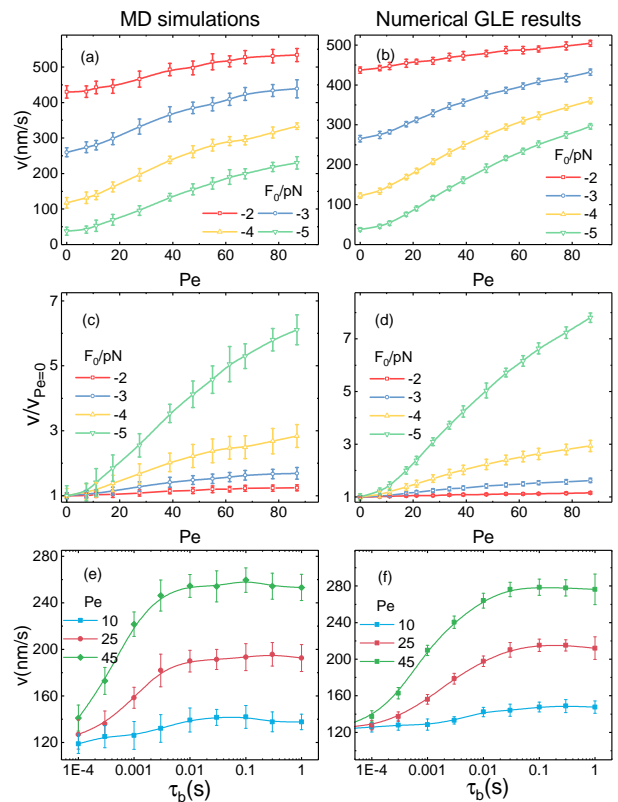 MD simulations
Numerical GLE results
(a)
v(nm/s)
500
400
300
200
100
0
0 20 40 60 80
Pe
F0/pN
-2 -3
-4 -5
(b)
500
400
300
200
100
0
0 20 40 60 80
Pe
F0/pN
-2
-3
-4
-5
(c)
v/vPe=0
7
5
3
1
0 20 40 60 80
Pe
F0/pN
-2
-3
-4
-5
(d)
7
5
3
1
0 20 40 60 80
Pe
F0/pN
-2
-3
-4
-5
(e)
v(nm/s)
280
240
200
160
120
1E-4 0.001 0.01 0.1 1
τb(s)
Pe
10
25
45
(f)
320
280
240
200
160
120
1E-4 0.001 0.01 0.1 1
τb(s)
Pe
10
25
45